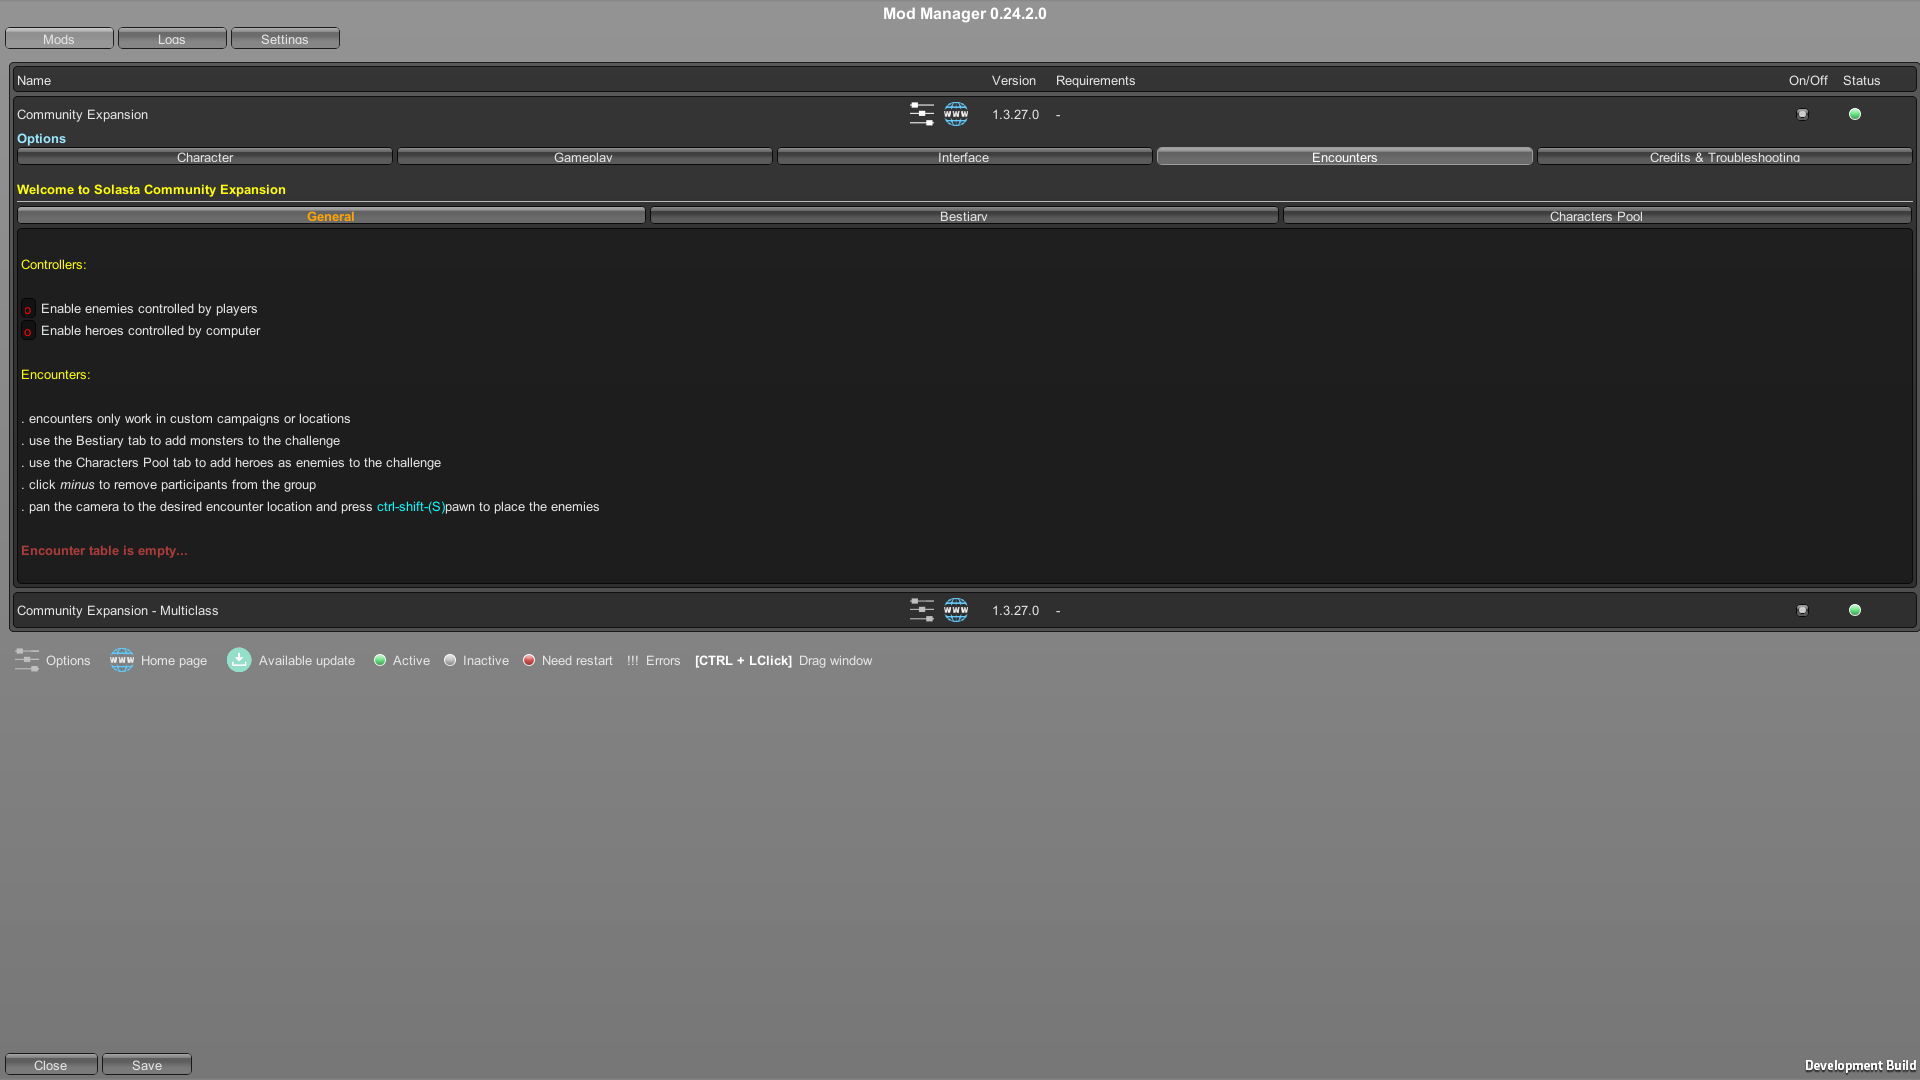 Mod Manager 0.24.2.0
Mods Logs Settings
Name Version Requirements On/Off Status
Community Expansion WWW 1.3.27.0 -
Options
Character Gameplay Interface Encounters Credits & Troubleshooting
Welcome to Solasta Community Expansion
General Bestiary Characters Pool
Controllers:
o Enable enemies controlled by players
o Enable heroes controlled by computer
Encounters:
. encounters only work in custom campaigns or locations
. use the Bestiary tab to add monsters to the challenge
. use the Characters Pool tab to add heroes as enemies to the challenge
. click minus to remove participants from the group
. pan the camera to the desired encounter location and press ctrl-shift-(S)pawn to place the enemies
Encounter table is empty...
Community Expansion - Multiclass WWW 1.3.27.0 -
Options WWW Home page Available update Active Inactive Need restart !!! Errors [CTRL + LClick] Drag window
Close Save
Development Build